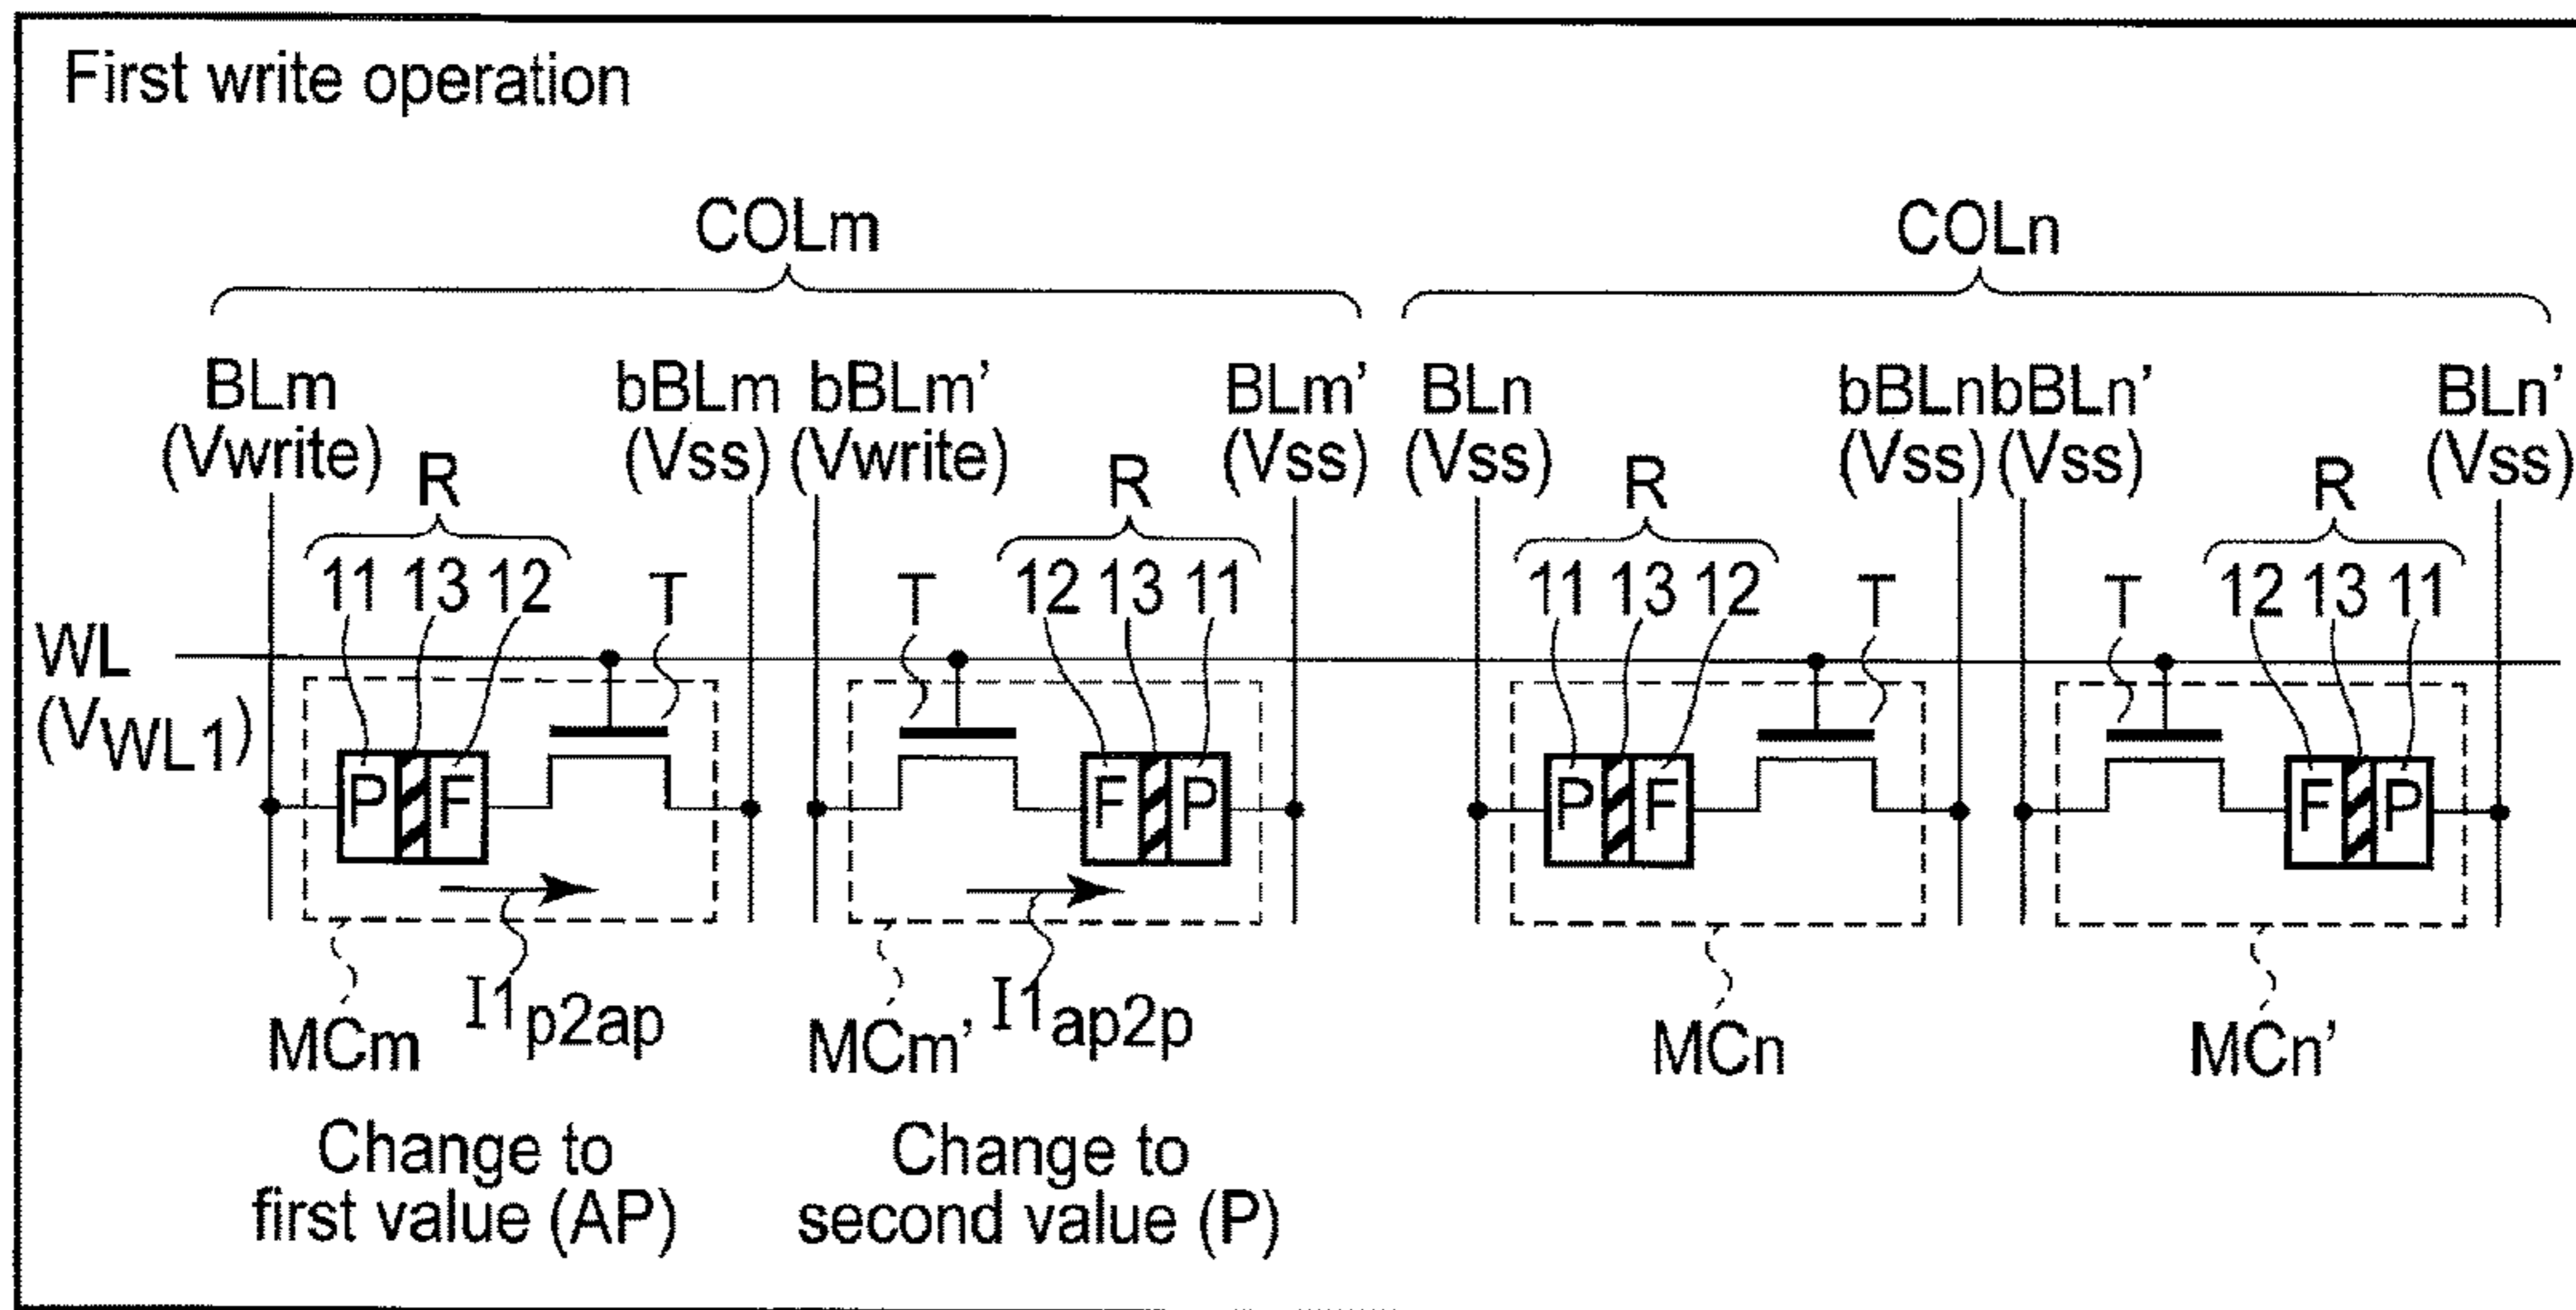 First write operation
COLm COLn
BLm bBLm bBLm' BLm' BLn bBLn bBLn' BLn'
(Vwrite) (Vss) (Vwrite) (Vss) (Vss) (Vss) (Vss) (Vss)
R R R R
11 13 12 T T 12 13 11 11 13 12 T T 12 13 11
WL
(VWL1)
P F F P P F F P
I1p2ap I1ap2p
MCm MCm' MCn MCn'
Change to Change to
first value (AP) second value (P)